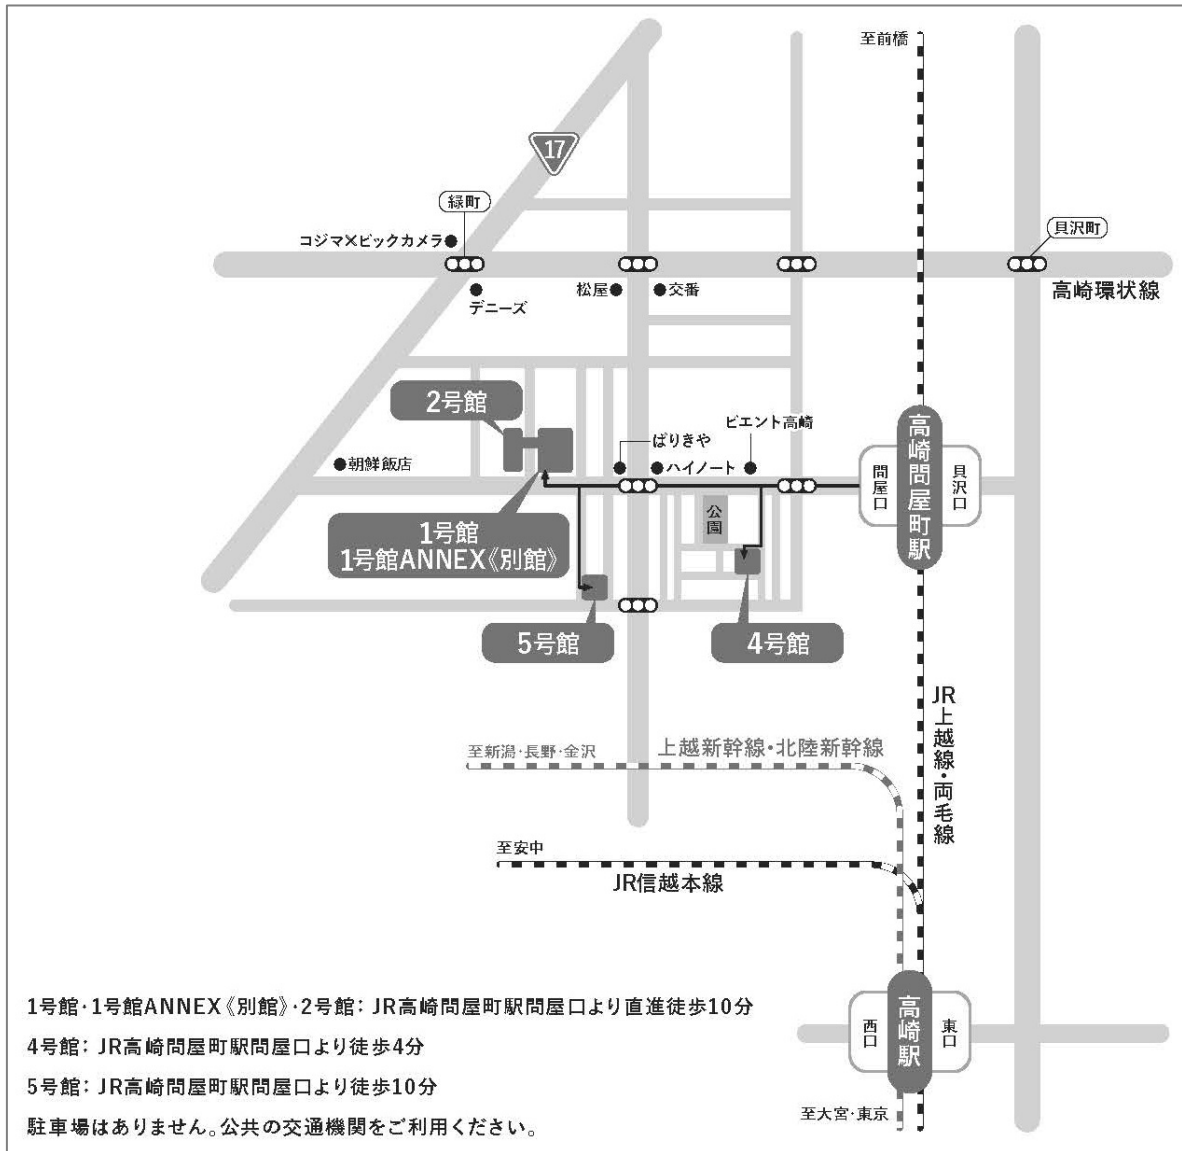 至前橋
17
緑町
コジマ×ビックカメラ
貝沢町
デニーズ
松屋
交番
高崎環状線
2号館
ビエント高崎
ばりきや
朝鮮飯店
ハイノート
問屋口
高崎問屋町駅
貝沢口
公園
1号館
1号館ANNEX《別館》
5号館
4号館
JR上越線・両毛線
至新潟・長野・金沢
上越新幹線・北陸新幹線
至安中
JR信越本線
西口
高崎駅
東口
至大宮・東京
1号館・1号館ANNEX《別館》・2号館：JR高崎問屋町駅問屋口より直進徒歩10分
4号館：JR高崎問屋町駅問屋口より徒歩4分
5号館：JR高崎問屋町駅問屋口より徒歩10分
駐車場はありません。公共の交通機関をご利用ください。